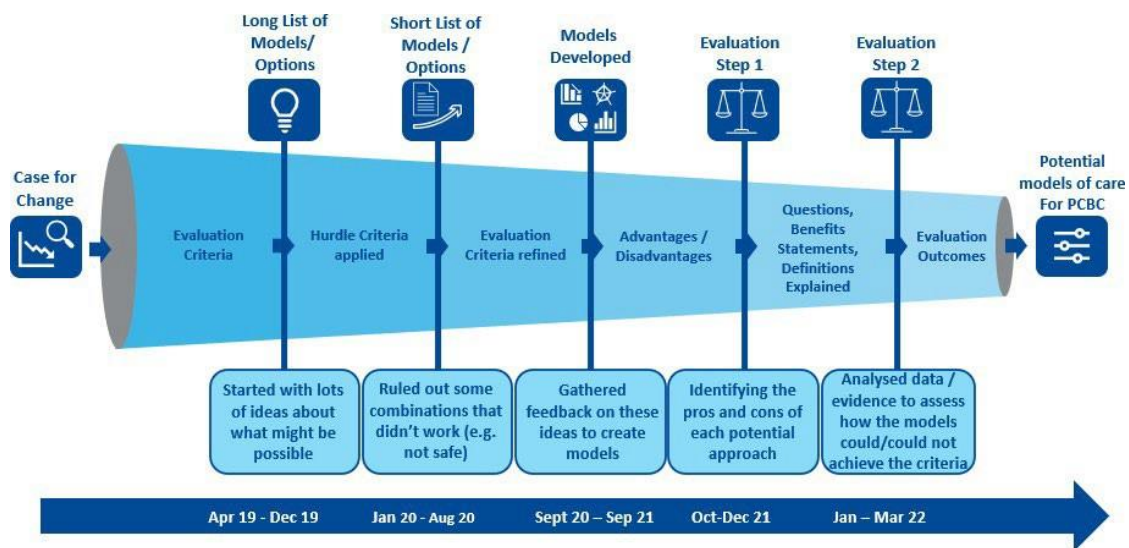 Long List of
Models/
Options
Short List of
Models /
Options
Models
Developed
Evaluation
Step 1
Evaluation
Step 2
Case for
Change
Potential
models of care
For PCBC
Evaluation
Criteria
Hurdle Criteria
applied
Evaluation
Criteria refined
Advantages /
Disadvantages
Questions,
Benefits
Statements,
Definitions
Explained
Evaluation
Outcomes
Started with lots
of ideas about
what might be
possible
Ruled out some
combinations that
didn't work (e.g.
not safe)
Gathered
feedback on these
ideas to create
models
Identifying the
pros and cons of
each potential
approach
Analysed data /
evidence to assess
how the models
could/could not
achieve the criteria
Apr 19 - Dec 19
Jan 20 - Aug 20
Sept 20 – Sep 21
Oct-Dec 21
Jan – Mar 22